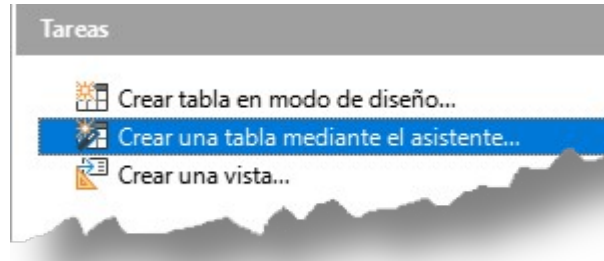 Tareas
Crear tabla en modo de diseño...
Crear una tabla mediante el asistente...
Crear una vista...